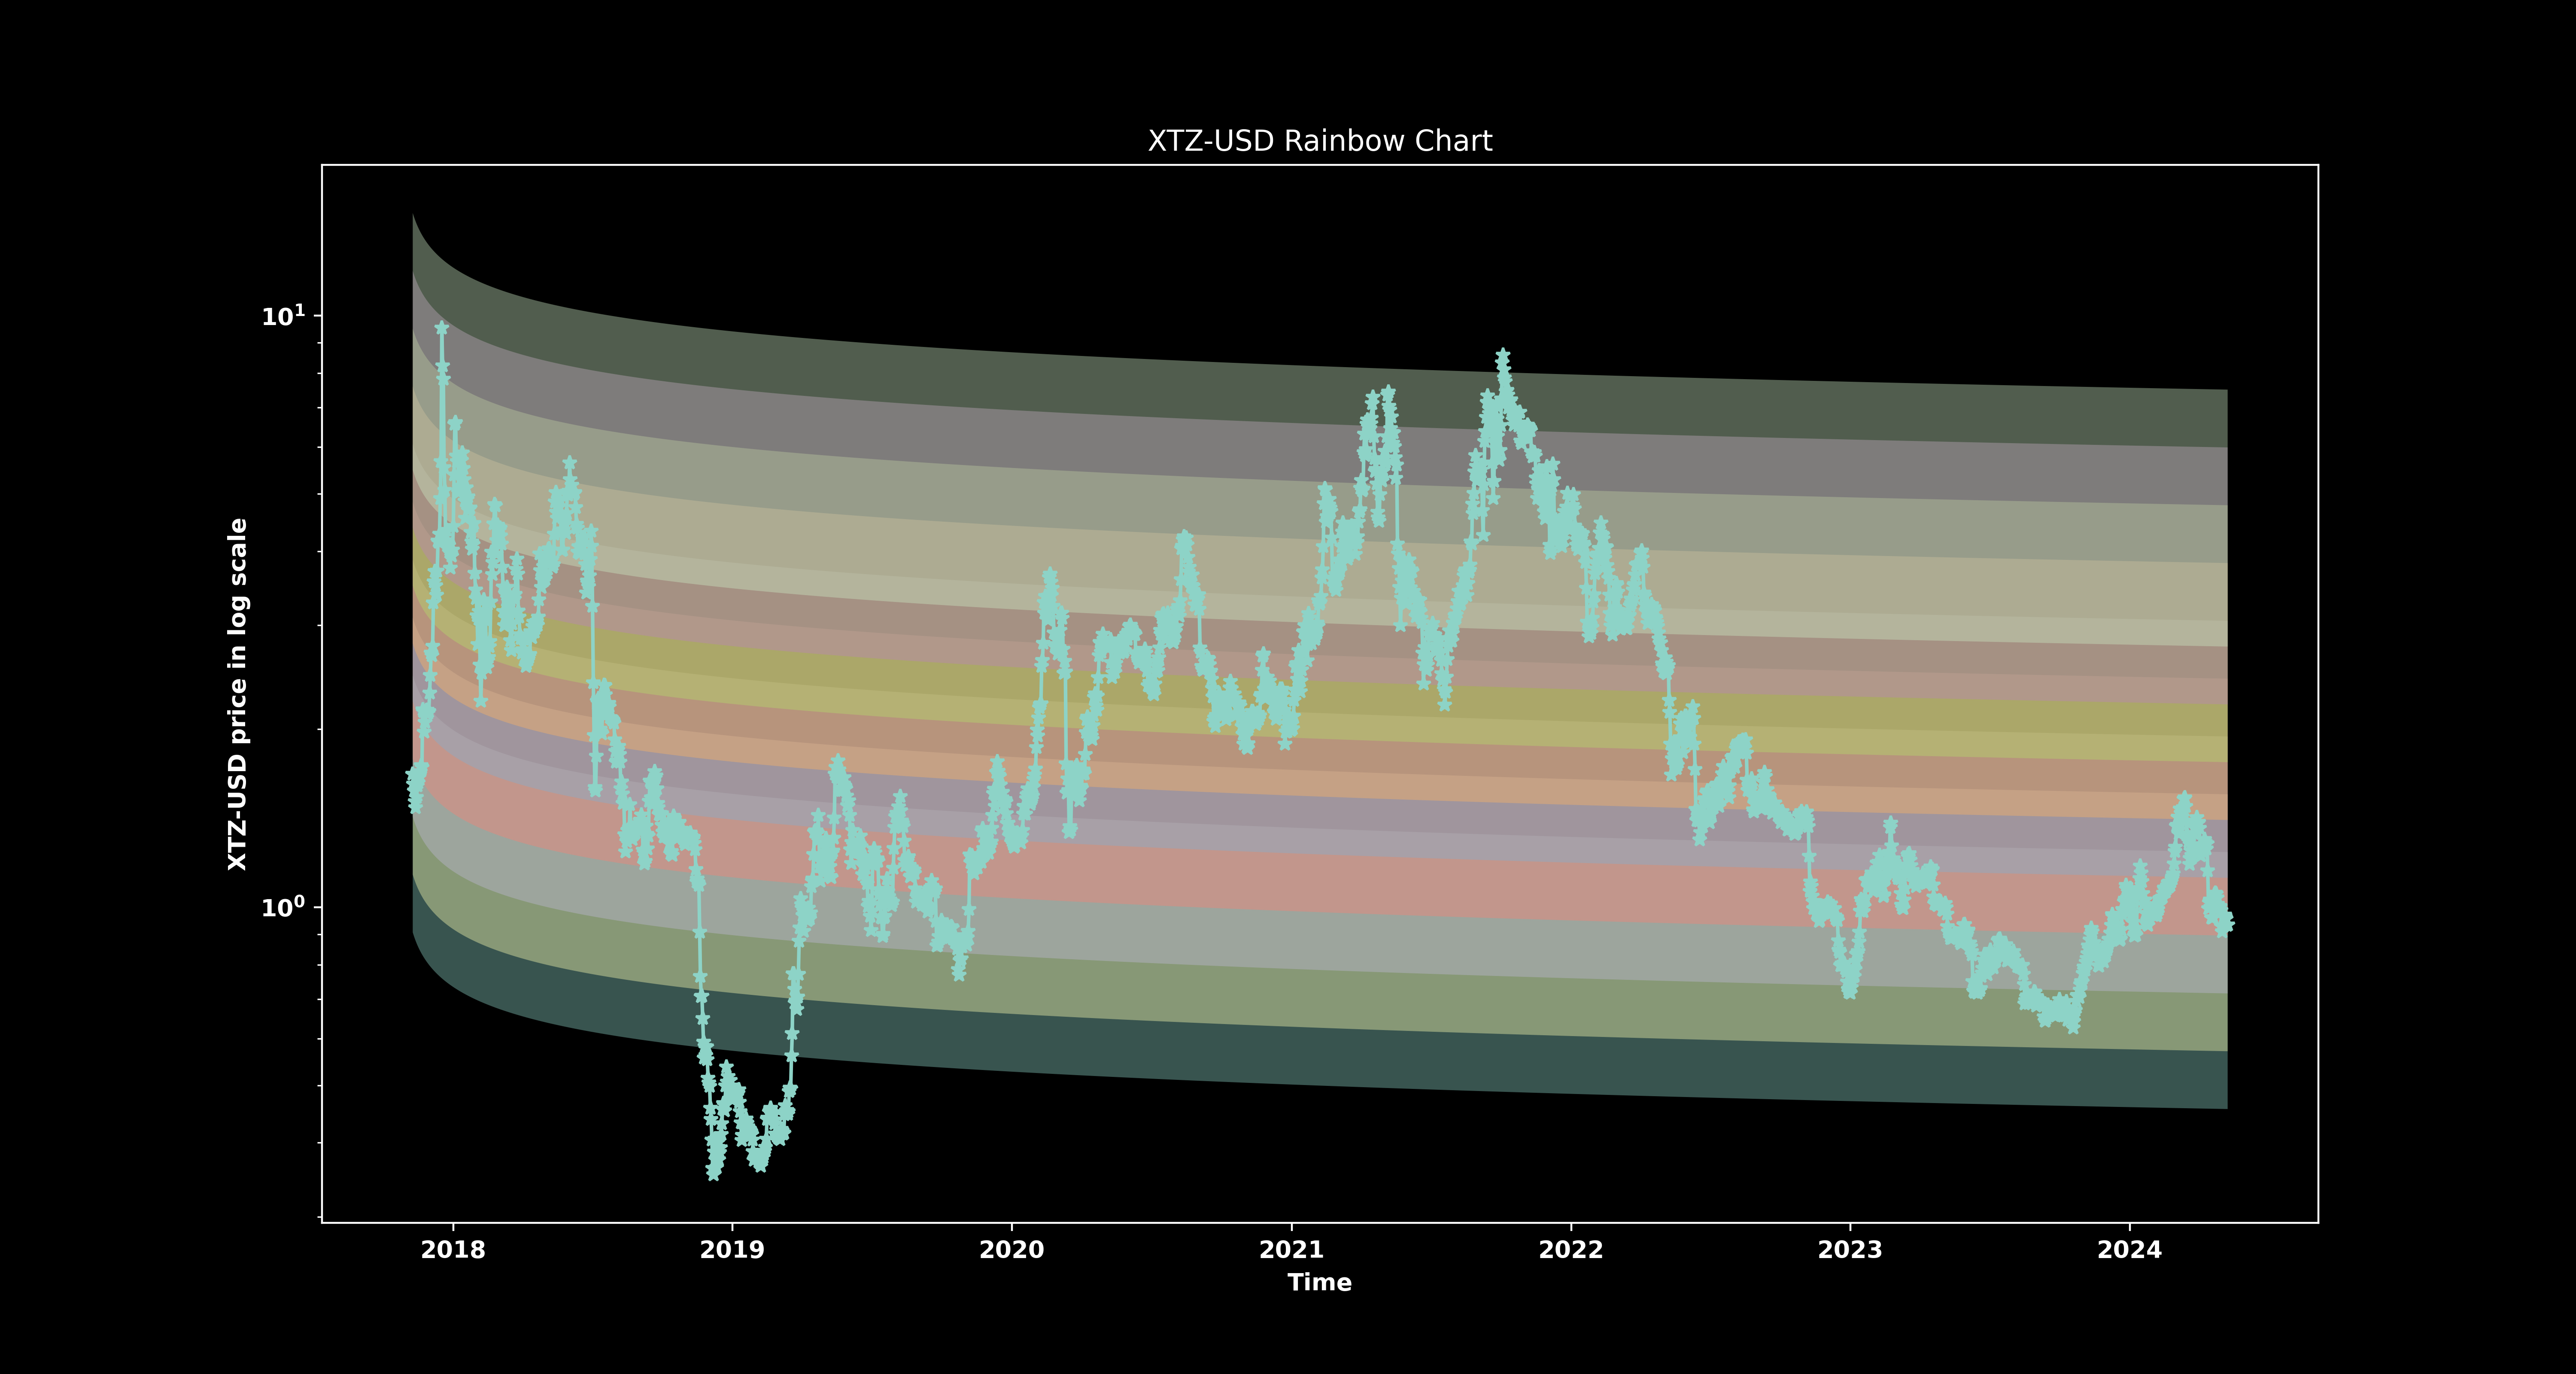 XTZ-USD Rainbow Chart
XTZ-USD price in log scale
10¹
10⁰
2018 2019 2020 2021 2022 2023 2024
Time